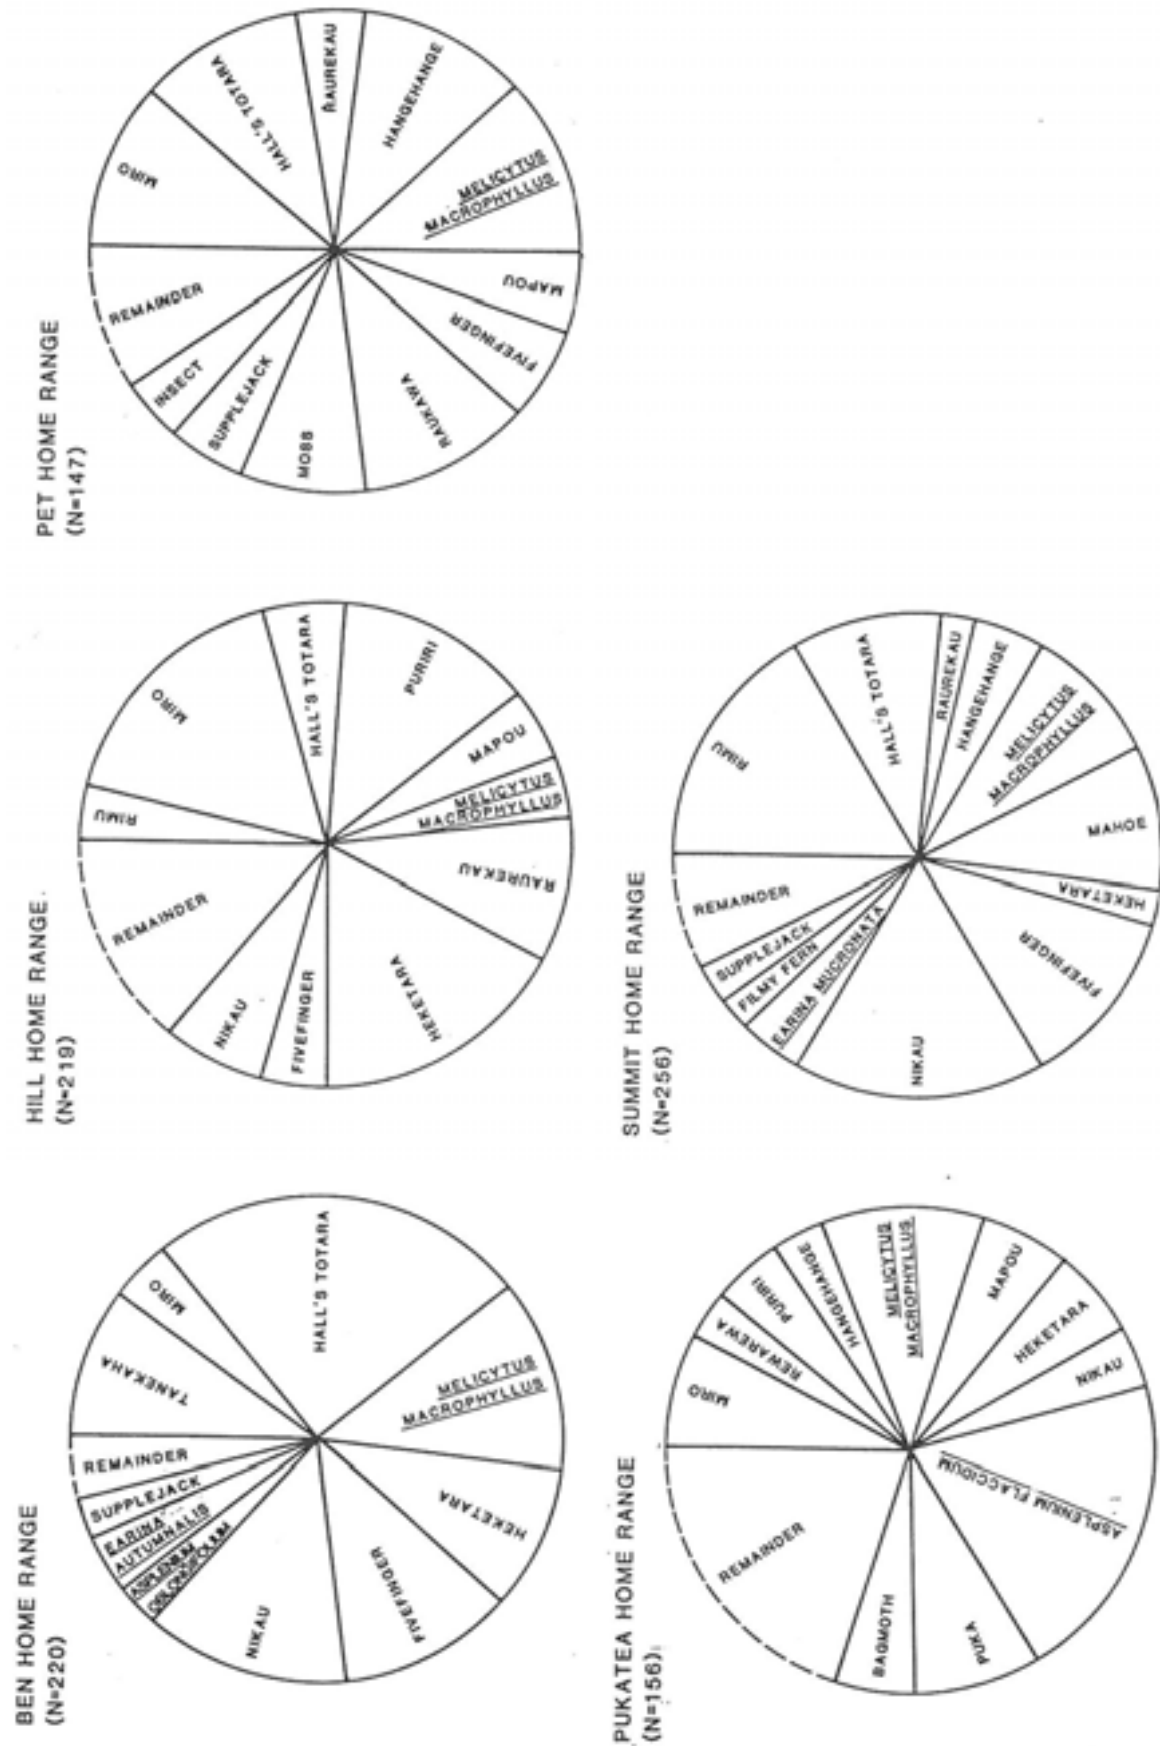 BEN HOME RANGE
(N=220)
TANEKAHA
MIRO
HALL'S TOTARA
MELICYTUS
MACROPHYLLUS
HEKETARA
FIVEFINGER
NIKAU
ASPLENIUM
OBLONGIFOLIUM
EARINA
AUTUMNALIS
SUPPLEJACK
REMAINDER
HILL HOME RANGE
(N=219)
RIMU
MIRO
HALL'S TOTARA
PURIRI
MAPOU
MELICYTUS
MACROPHYLLUS
RAUREKAU
HEKETARA
FIVEFINGER
NIKAU
REMAINDER
PET HOME RANGE
(N=147)
MIRO
HALL'S TOTARA
RAUREKAU
HANGEHANGE
MELICYTUS
MACROPHYLLUS
MAPOU
FIVEFINGER
RAUKAWA
MOSS
SUPPLEJACK
INSECT
REMAINDER
PUKATEA HOME RANGE
(N=156)
MIRO
REWAREWA
PURIRI
HANGEHANGE
MELICYTUS
MACROPHYLLUS
MAPOU
HEKETARA
NIKAU
ASPLENIUM FLACCIDUM
PUKA
BAGMOTH
REMAINDER
SUMMIT HOME RANGE
(N=256)
RIMU
HALL'S TOTARA
RAUREKAU
HANGEHANGE
MELICYTUS
MACROPHYLLUS
MAHOE
HEKETARA
FIVEFINGER
NIKAU
EARINA MUCRONATA
FILMY FERN
SUPPLEJACK
REMAINDER